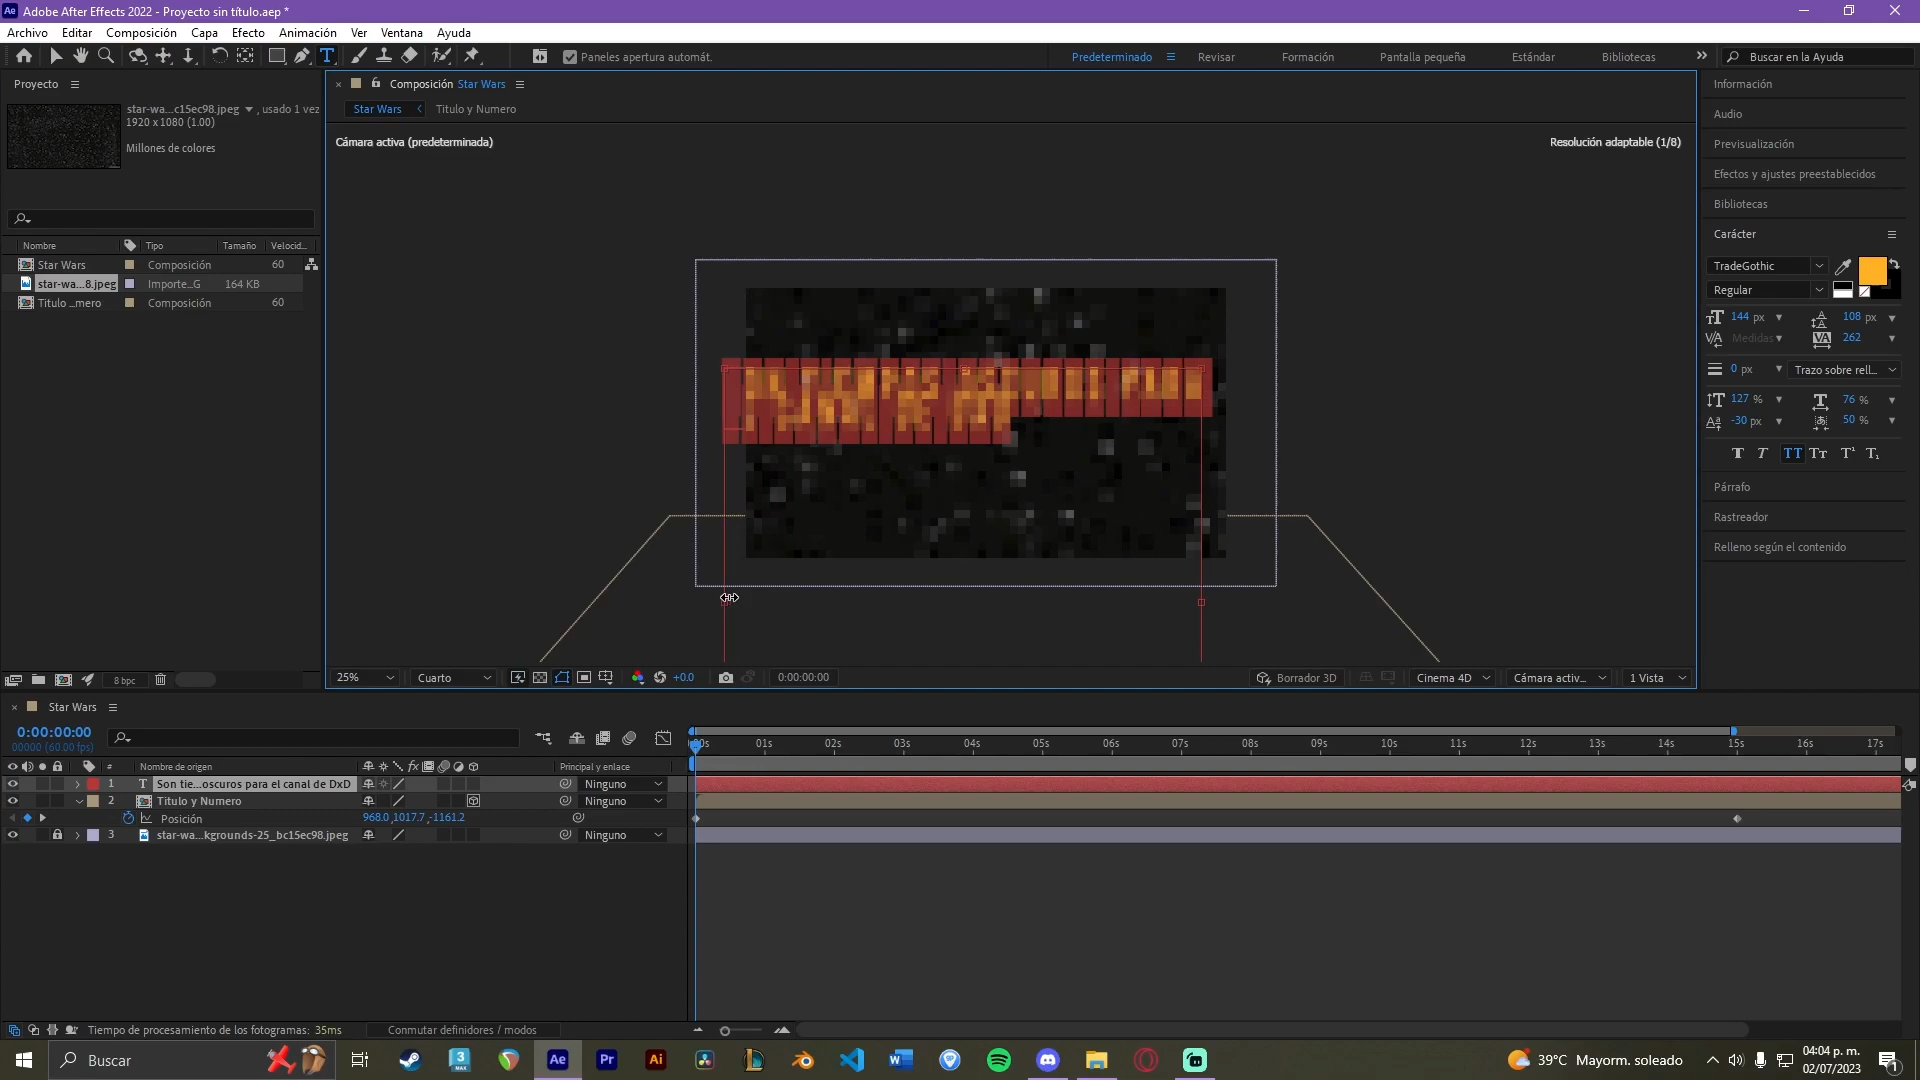 Adobe After Effects 2022 - Proyecto sin título.aep *
Archivo Editar Composición Capa Efecto Animación Ver Ventana Ayuda
Paneles apertura automát. Predeterminado Revisar Formación Pantalla pequeña Estándar Bibliotecas Buscar en la Ayuda
Proyecto
star-wa...c15ec98.jpeg , usado 1 vez
1920 x 1080 (1.00)
Millones de colores
Nombre Tipo Tamaño Velocid...
Star Wars Composición 60
star-wa...8.jpeg Importe...G 164 KB
Titulo ...mero Composición 60
8 bpc
Composición Star Wars
Star Wars Titulo y Numero
Cámara activa (predeterminada)
Resolución adaptable (1/8)
25% Cuarto +0.0 0:00:00:00 Borrador 3D Cinema 4D Cámara activ... 1 Vista
Información
Audio
Previsualización
Efectos y ajustes preestablecidos
Bibliotecas
Carácter
TradeGothic
Regular
144 px 108 px
Medidas 262
0 px Trazo sobre rell...
127 % 76 %
-30 px 50 %
Párrafo
Rastreador
Relleno según el contenido
Star Wars
0:00:00:00
00000 (60.00 fps)
01s 02s 03s 04s 05s 06s 07s 08s 09s 10s 11s 12s 13s 14s 15s 16s 17s
# Nombre de origen Principal y enlace
1 Son tie...oscuros para el canal de DxD Ninguno
2 Titulo y Numero Ninguno
Posición 968.0,1017.7,-1161.2
3 star-wa...kgrounds-25_bc15ec98.jpeg Ninguno
Tiempo de procesamiento de los fotogramas: 35ms Conmutar definidores / modos
Buscar
39°C Mayorm. soleado
04:04 p. m.
02/07/2023